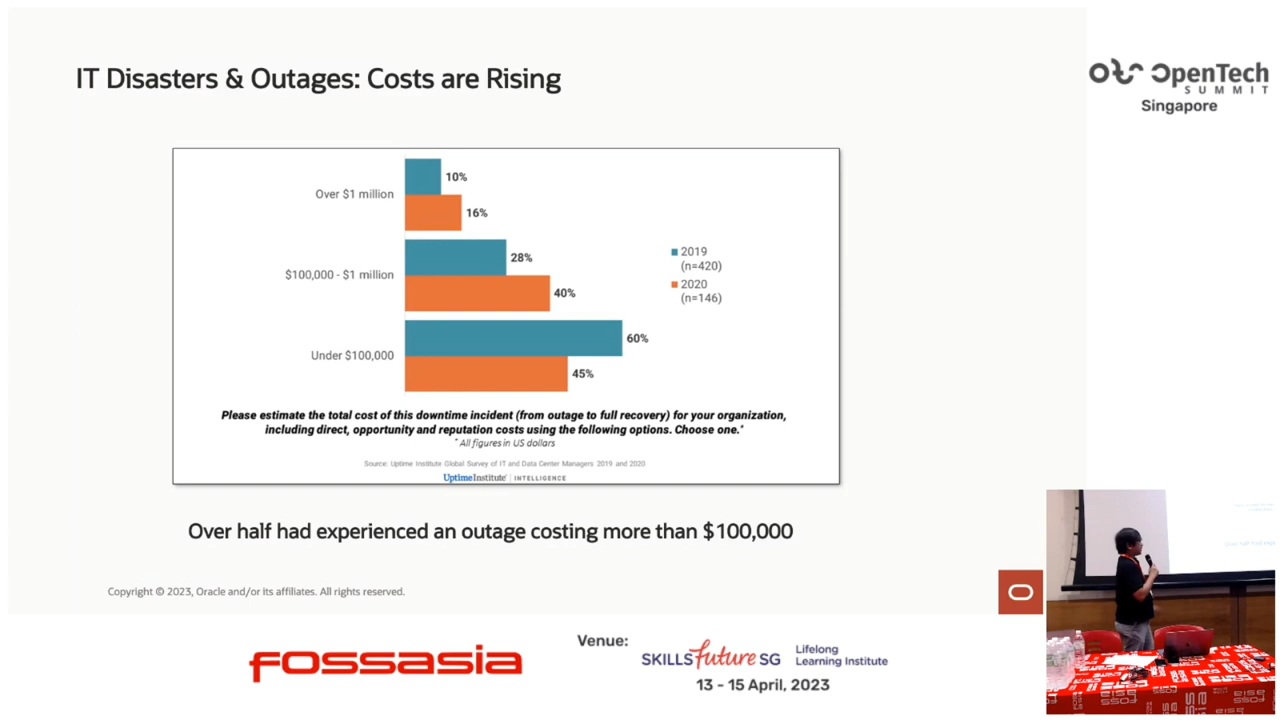 IT Disasters & Outages: Costs are Rising
OpenTech
SUMMIT
Singapore
Over $1 million
10%
16%
$100,000 - $1 million
28%
40%
Under $100,000
60%
45%
2019
(n=420)
2020
(n=146)
Please estimate the total cost of this downtime incident (from outage to full recovery) for your organization,
including direct, opportunity and reputation costs using the following options. Choose one.*
* All figures in US dollars
Source: Uptime Institute Global Survey of IT and Data Center Managers 2019 and 2020
UptimeInstitute® | INTELLIGENCE
Over half had experienced an outage costing more than $100,000
Copyright © 2023, Oracle and/or its affiliates. All rights reserved.
fossasia
Venue:
SKILLS future SG
Lifelong
Learning Institute
13 - 15 April, 2023